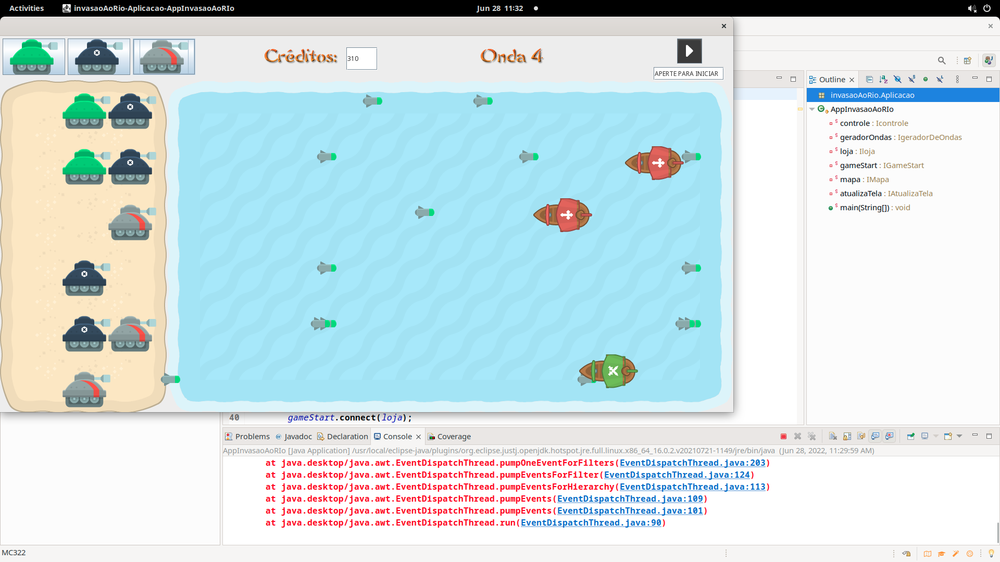 Activities
invasaoAoRio-Aplicacao-AppInvasaoAoRIo
Jun 28 11:32
Créditos:
310
Onda 4
APERTE PARA INICIAR
Outline
invasaoAoRio.Aplicacao
AppInvasaoAoRIo
controle : Icontrole
geradorOndas : IgeradorDeOndas
loja : Iloja
gameStart : IGameStart
mapa : IMapa
atualizaTela : IAtualizaTela
main(String[]) : void
40 gameStart.connect(loja);
Problems @ Javadoc Declaration Console Coverage
AppInvasaoAoRIo [Java Application] /usr/local/eclipse-java/plugins/org.eclipse.justj.openjdk.hotspot.jre.full.linux.x86_64_16.0.2.v20210721-1149/jre/bin/java (Jun 28, 2022, 11:29:59 AM)
at java.desktop/java.awt.EventDispatchThread.pumpOneEventForFilters(EventDispatchThread.java:203)
at java.desktop/java.awt.EventDispatchThread.pumpEventsForFilter(EventDispatchThread.java:124)
at java.desktop/java.awt.EventDispatchThread.pumpEventsForHierarchy(EventDispatchThread.java:113)
at java.desktop/java.awt.EventDispatchThread.pumpEvents(EventDispatchThread.java:109)
at java.desktop/java.awt.EventDispatchThread.pumpEvents(EventDispatchThread.java:101)
at java.desktop/java.awt.EventDispatchThread.run(EventDispatchThread.java:90)
MC322